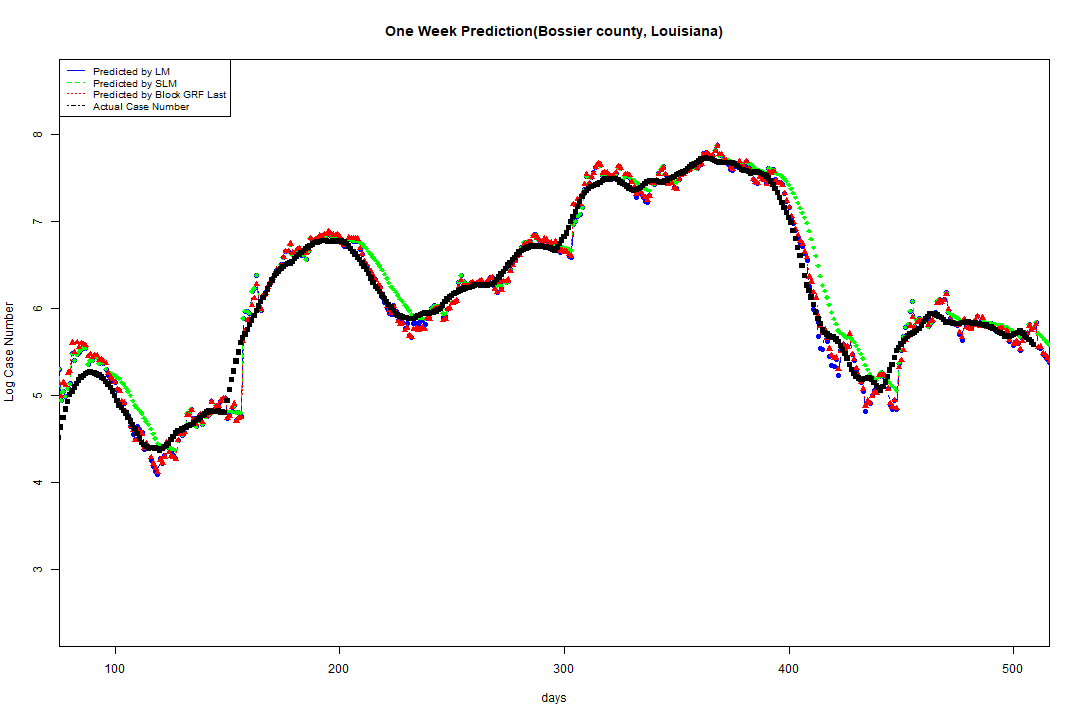 One Week Prediction(Bossier county, Louisiana)
Predicted by LM
Predicted by SLM
Predicted by Block GRF Last
Actual Case Number
8
7
6
5
4
3
Log Case Number
100 200 300 400 500
days